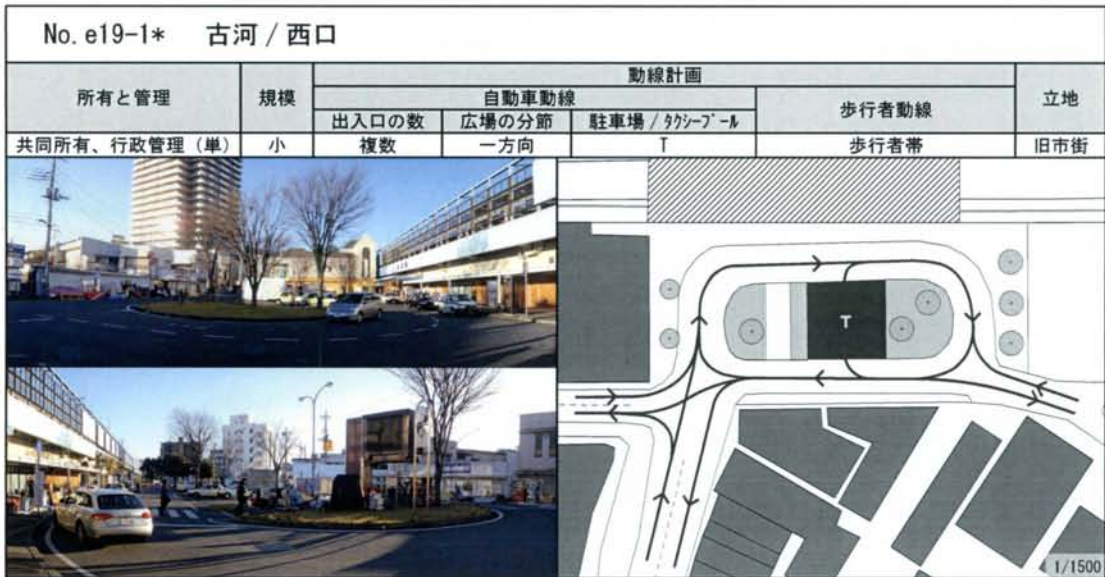 No. e19-1* 古河 / 西口
所有と管理
規模
動線計画
自動車動線
出入口の数
広場の分節
駐車場 / タクシープール
歩行者動線
立地
共同所有、行政管理（単）
小
複数
一方向
T
歩行者帯
旧市街
T
1/1500